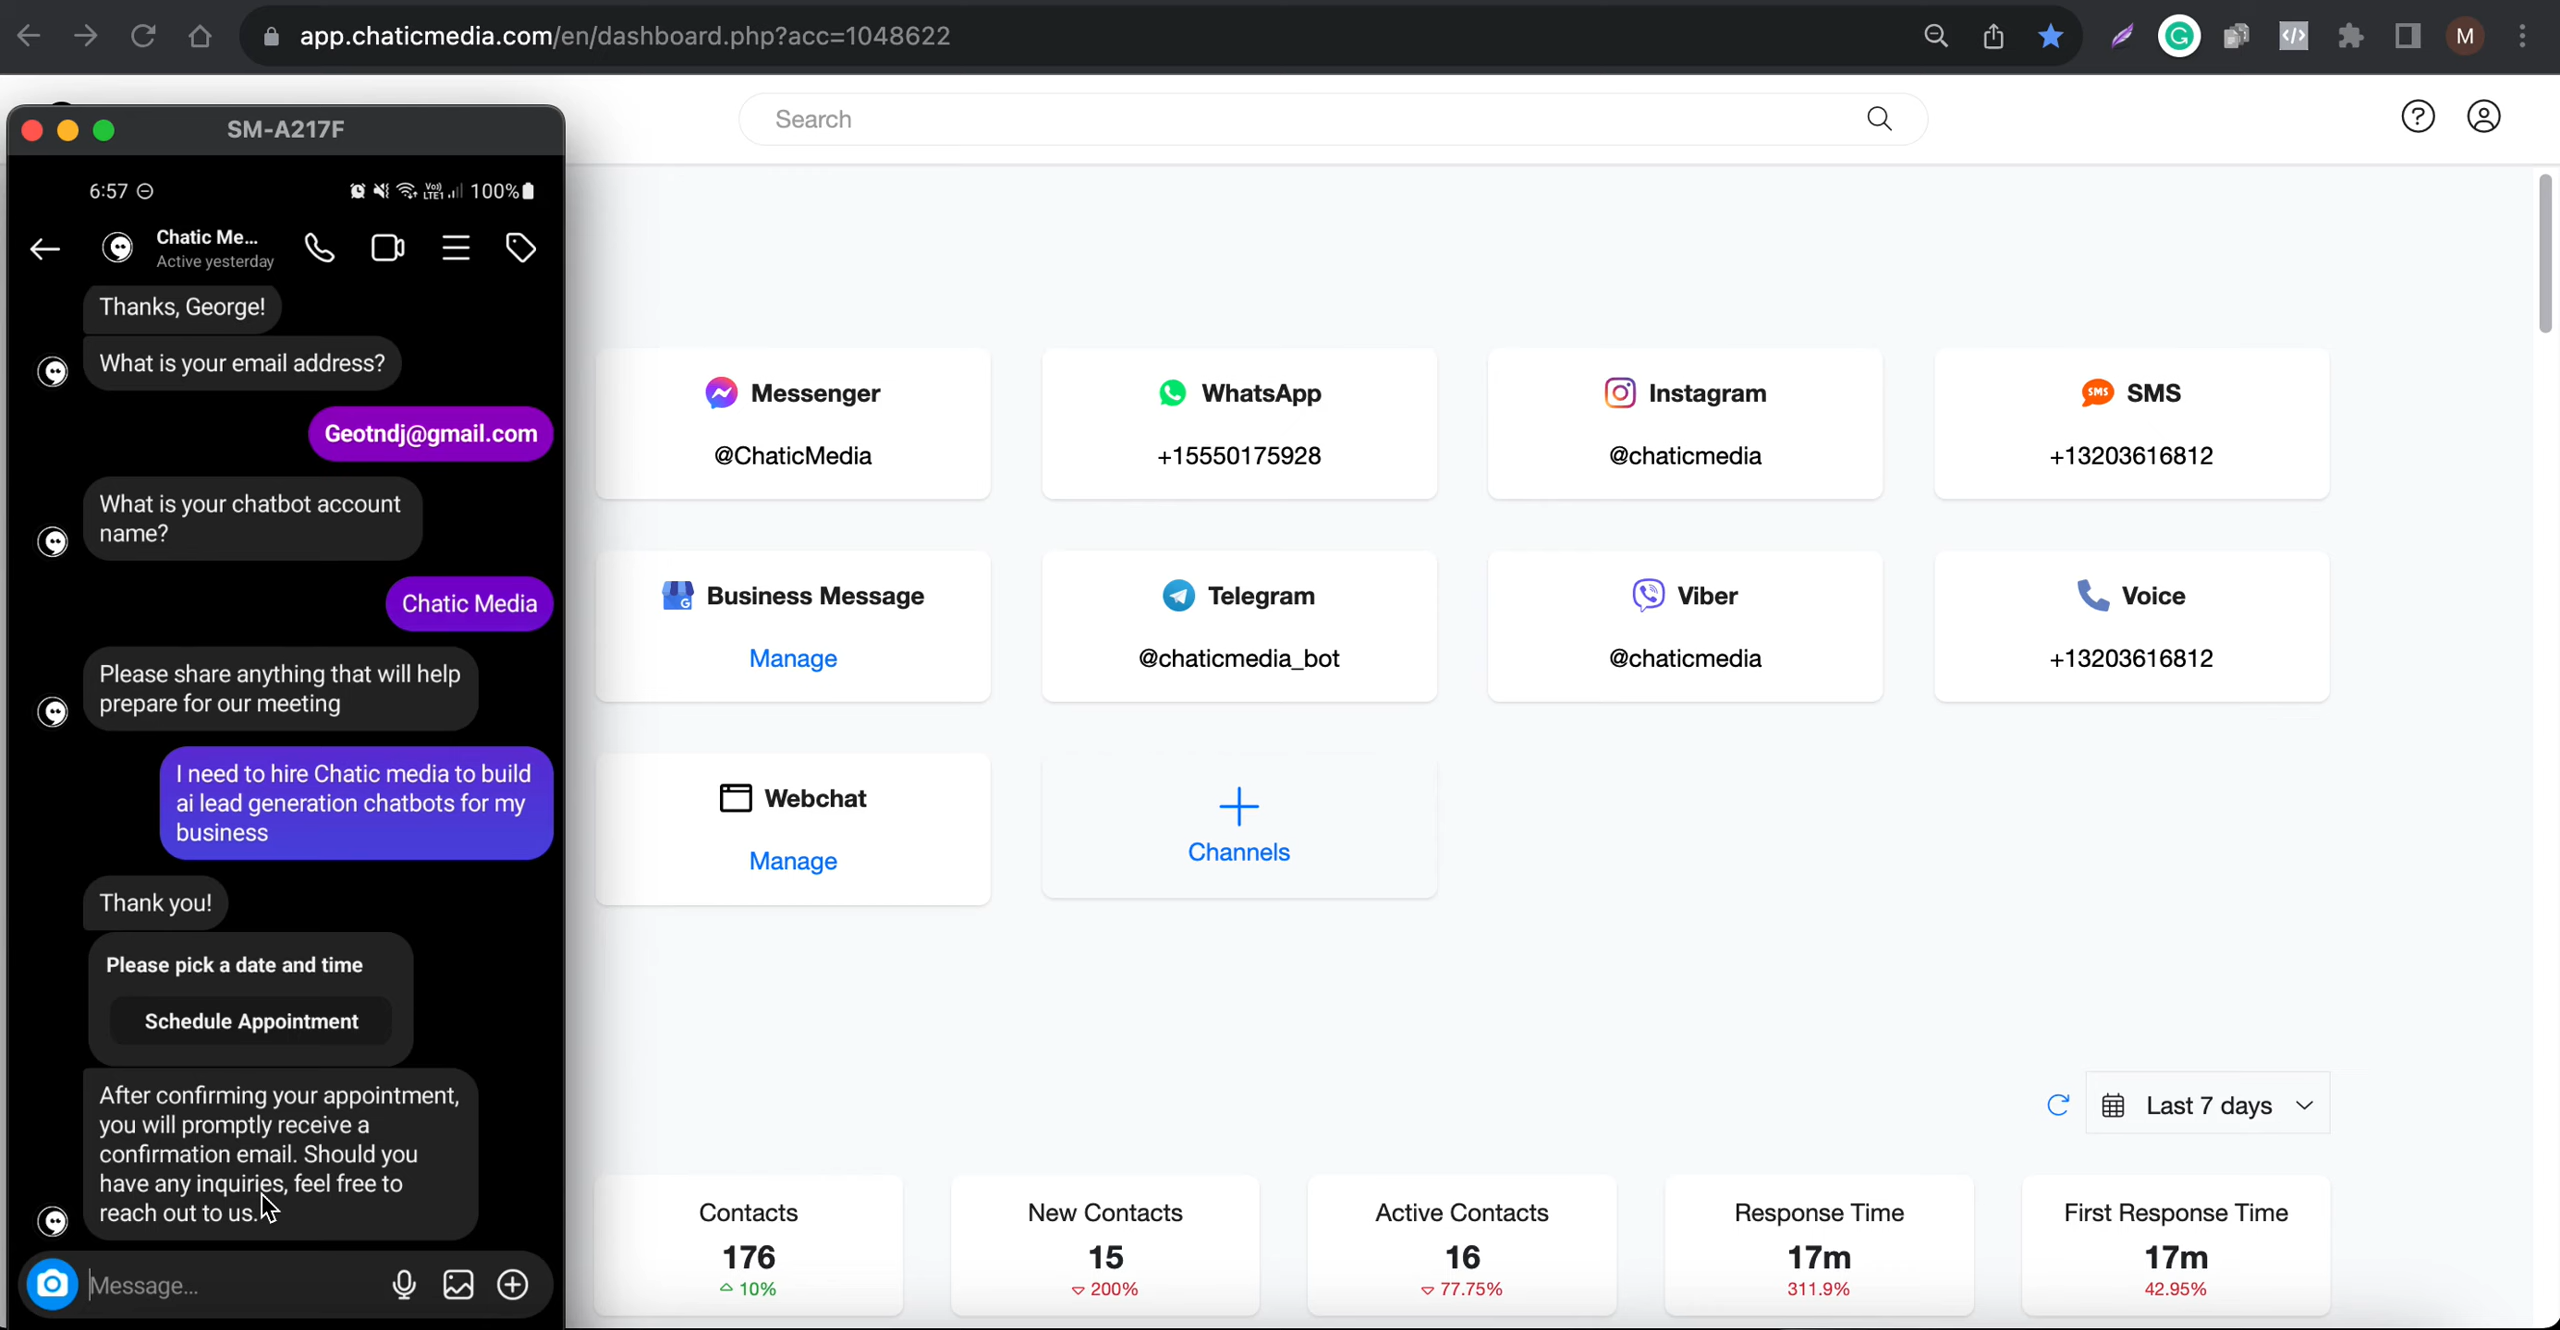 app.chaticmedia.com/en/dashboard.php?acc=1048622
M
SM-A217F
Search
6:57
Vo))
LTE1
100%
Chatic Me...
Active yesterday
Thanks, George!
What is your email address?
Geotndj@gmail.com
What is your chatbot account
name?
Chatic Media
Please share anything that will help
prepare for our meeting
I need to hire Chatic media to build
ai lead generation chatbots for my
business
Thank you!
Please pick a date and time
Schedule Appointment
After confirming your appointment,
you will promptly receive a
confirmation email. Should you
have any inquiries, feel free to
reach out to us.
Message...
Messenger
@ChaticMedia
WhatsApp
+15550175928
Instagram
@chaticmedia
SMS
SMS
+13203616812
Business Message
Manage
Telegram
@chaticmedia_bot
Viber
@chaticmedia
Voice
+13203616812
Webchat
Manage
Channels
Last 7 days
Contacts
176
10%
New Contacts
15
200%
Active Contacts
16
77.75%
Response Time
17m
311.9%
First Response Time
17m
42.95%